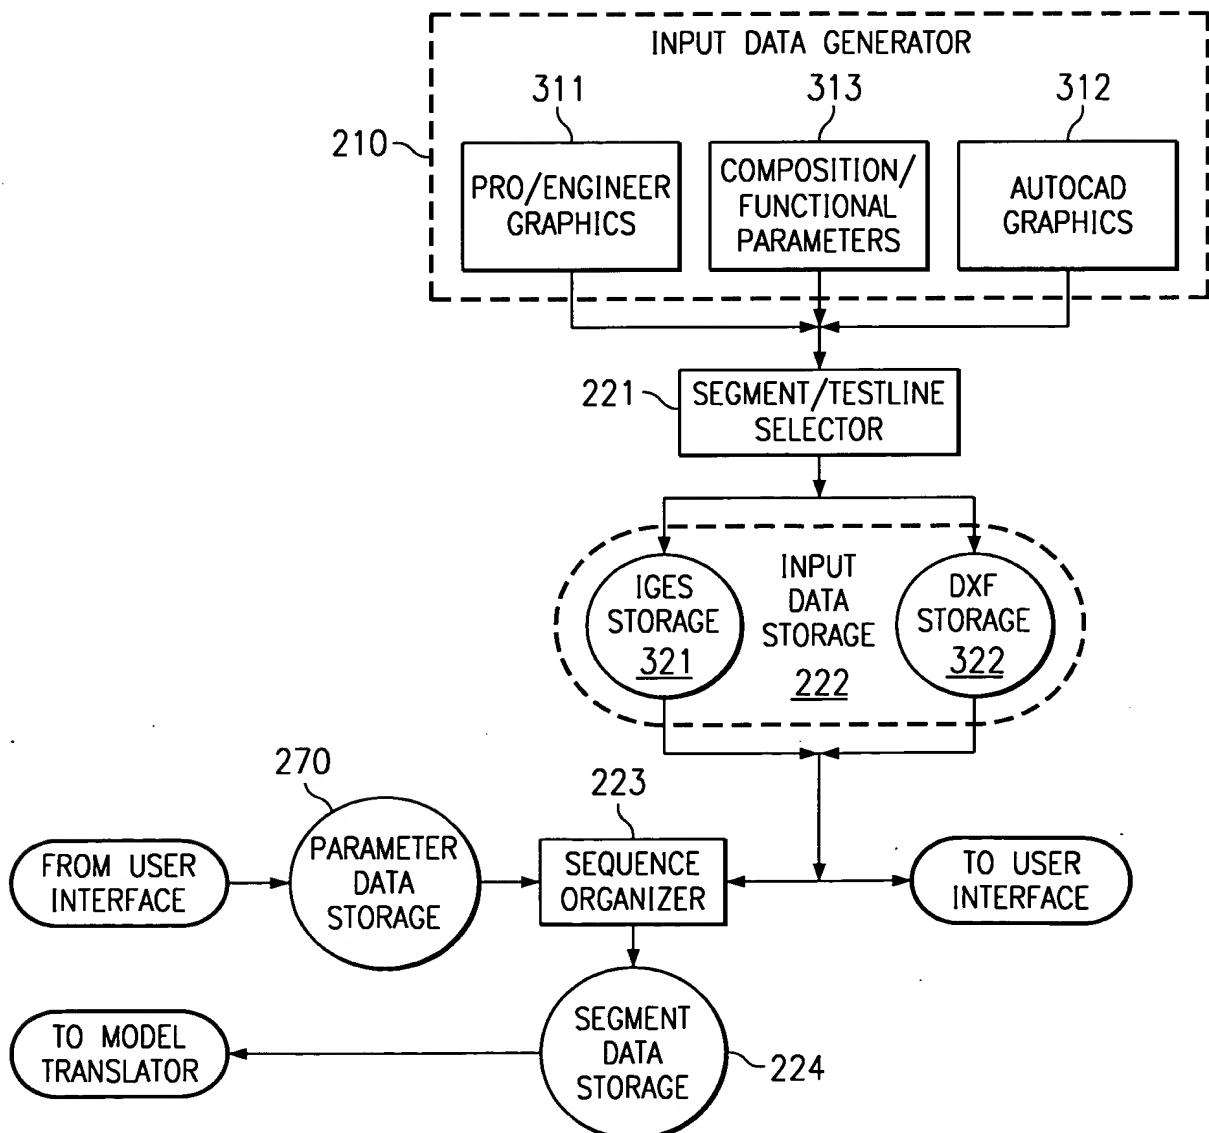 INPUT DATA GENERATOR
311
313
312
210
PRO/ENGINEER
GRAPHICS
COMPOSITION/
FUNCTIONAL
PARAMETERS
AUTOCAD
GRAPHICS
221
SEGMENT/TESTLINE
SELECTOR
IGES
STORAGE
321
INPUT
DATA
STORAGE
222
DXF
STORAGE
322
270
223
FROM USER
INTERFACE
PARAMETER
DATA
STORAGE
SEQUENCE
ORGANIZER
TO USER
INTERFACE
TO MODEL
TRANSLATOR
SEGMENT
DATA
STORAGE
224